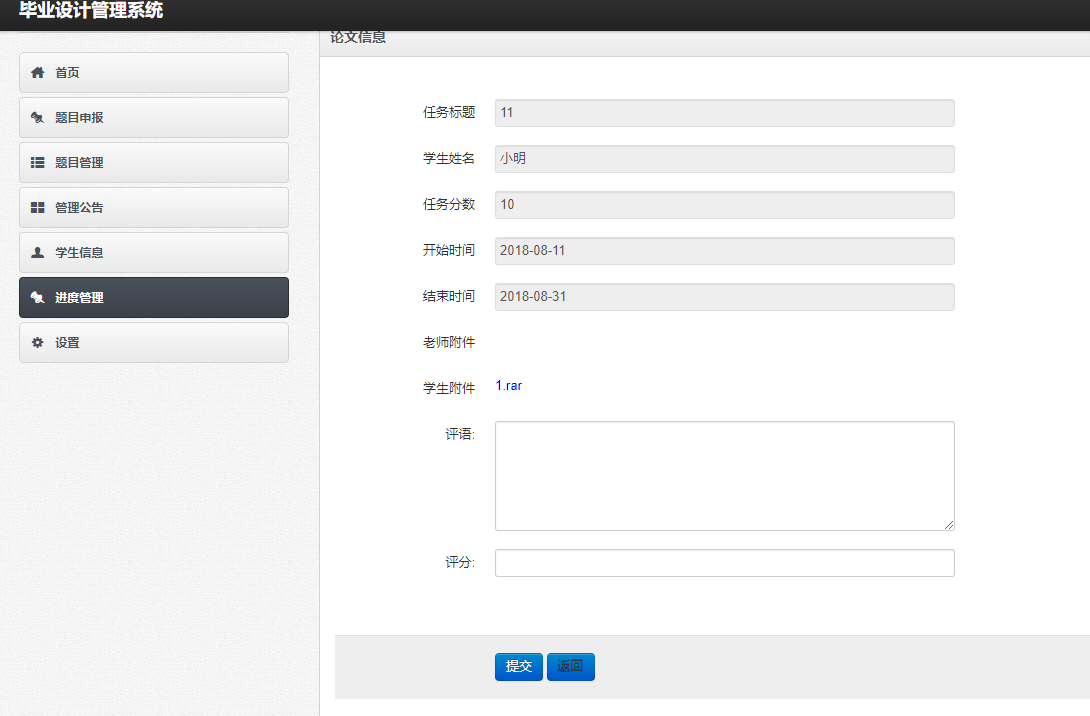 毕业设计管理系统
首页
题目申报
题目管理
管理公告
学生信息
进度管理
设置
论文信息
任务标题 11
学生姓名 小明
任务分数 10
开始时间 2018-08-11
结束时间 2018-08-31
老师附件
学生附件 1.rar
评语:
评分:
提交 返回